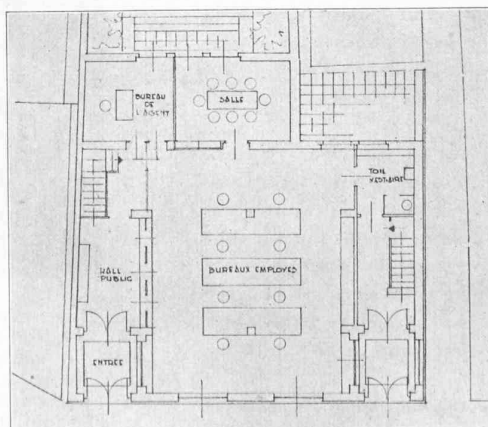 BUREAU
DE
L'AGENT
SALLE
TOIL
VESTIAIRE
HALL
PUBLIC
BUREAUX EMPLOYES
ENTREE